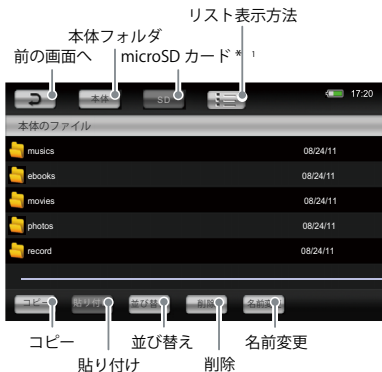 リスト表示方法
本体フォルダ
前の画面へ microSD カード * 1
本体 SD 17:20
本体のファイル
musics 08/24/11
ebooks 08/24/11
movies 08/24/11
photos 08/24/11
record 08/24/11
コピー 貼り付け 並び替え 削除 名前変更
コピー 並び替え 名前変更
貼り付け 削除